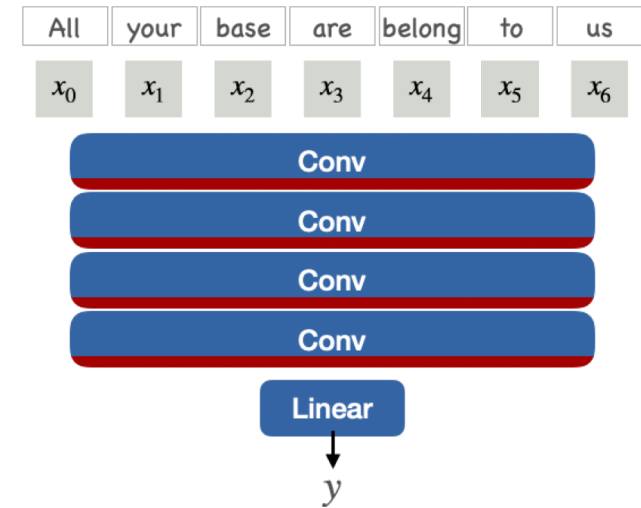 All your base are belong to us
x₀ x₁ x₂ x₃ x₄ x₅ x₆
Conv
Conv
Conv
Conv
Linear
y